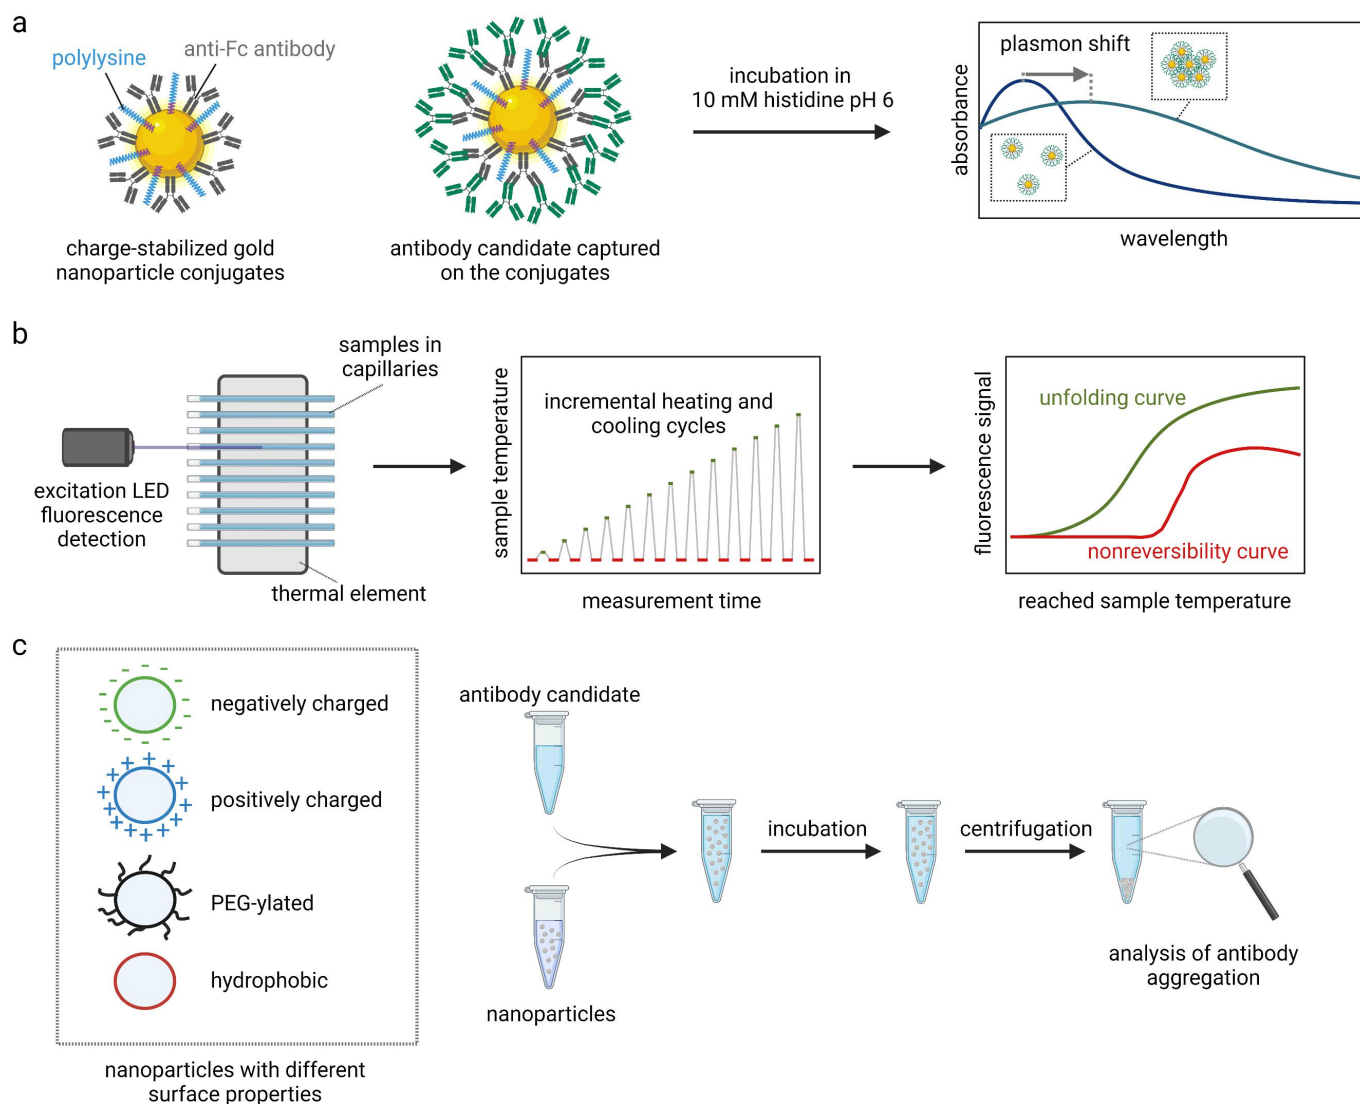 a
polylysine
anti-Fc antibody
charge-stabilized gold
nanoparticle conjugates
antibody candidate captured
on the conjugates
incubation in
10 mM histidine pH 6
absorbance
plasmon shift
wavelength
b
excitation LED
fluorescence
detection
samples in
capillaries
thermal element
sample temperature
incremental heating and
cooling cycles
measurement time
fluorescence signal
unfolding curve
nonreversibility curve
reached sample temperature
c
negatively charged
positively charged
PEG-ylated
hydrophobic
nanoparticles with different
surface properties
antibody candidate
nanoparticles
incubation
centrifugation
analysis of antibody
aggregation